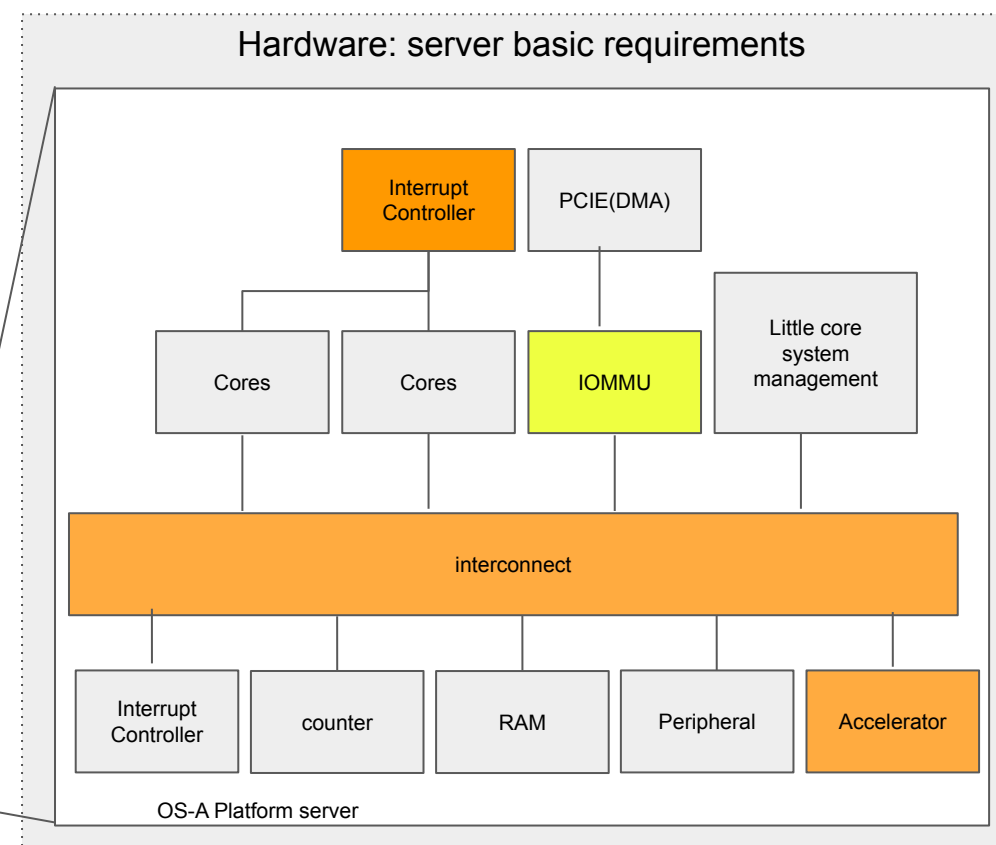 Hardware: server basic requirements
Interrupt
Controller
PCIE(DMA)
Cores
Cores
IOMMU
Little core
system
management
interconnect
Interrupt
Controller
counter
RAM
Peripheral
Accelerator
OS-A Platform server